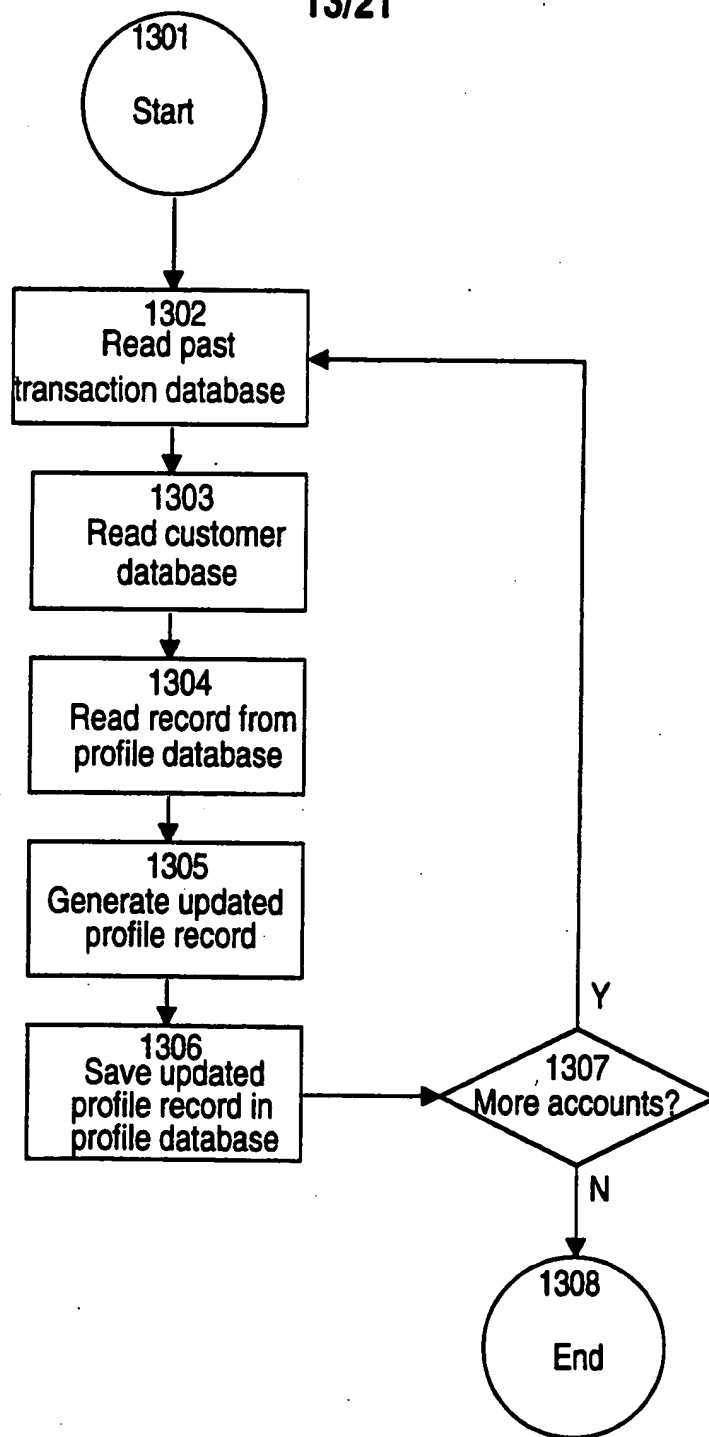 13/21
1301
Start
1302
Read past
transaction database
1303
Read customer
database
1304
Read record from
profile database
1305
Generate updated
profile record
1306
Save updated
profile record in
profile database
Y
1307
More accounts?
N
1308
End